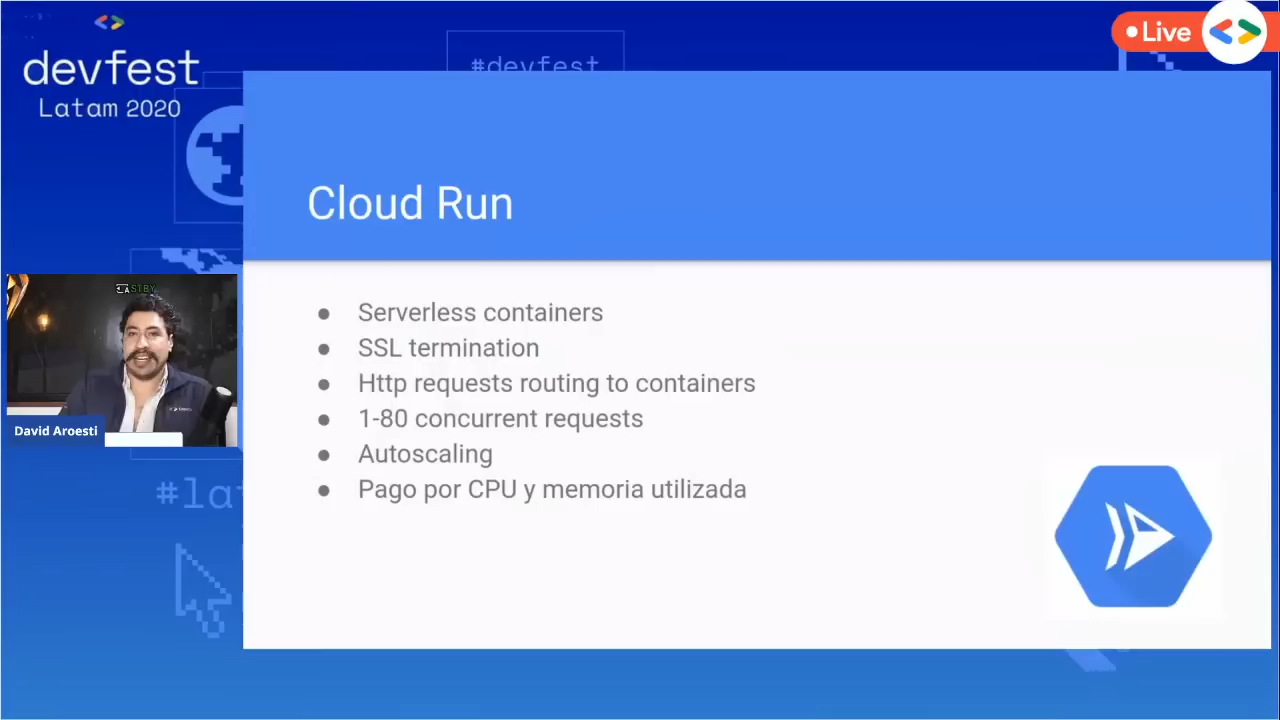 devfest
Latam 2020
#devfest
Live
Cloud Run
Serverless containers
SSL termination
Http requests routing to containers
1-80 concurrent requests
Autoscaling
Pago por CPU y memoria utilizada
David Aroesti
#la